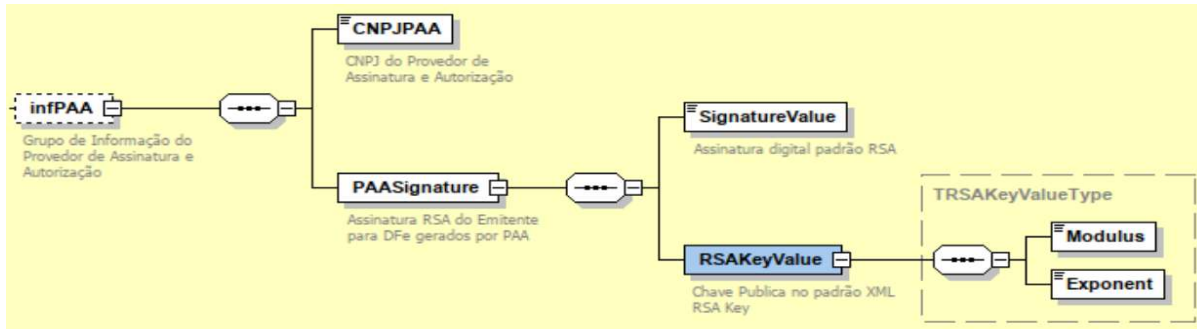 CNPJPAA
CNPJ do Provedor de
Assinatura e Autorização
infPAA
Grupo de Informação do
Provedor de Assinatura e
Autorização
PAASignature
Assinatura RSA do Emitente
para DFe gerados por PAA
SignatureValue
Assinatura digital padrão RSA
RSAKeyValue
Chave Publica no padrão XML
RSA Key
TRSAKeyValueType
Modulus
Exponent